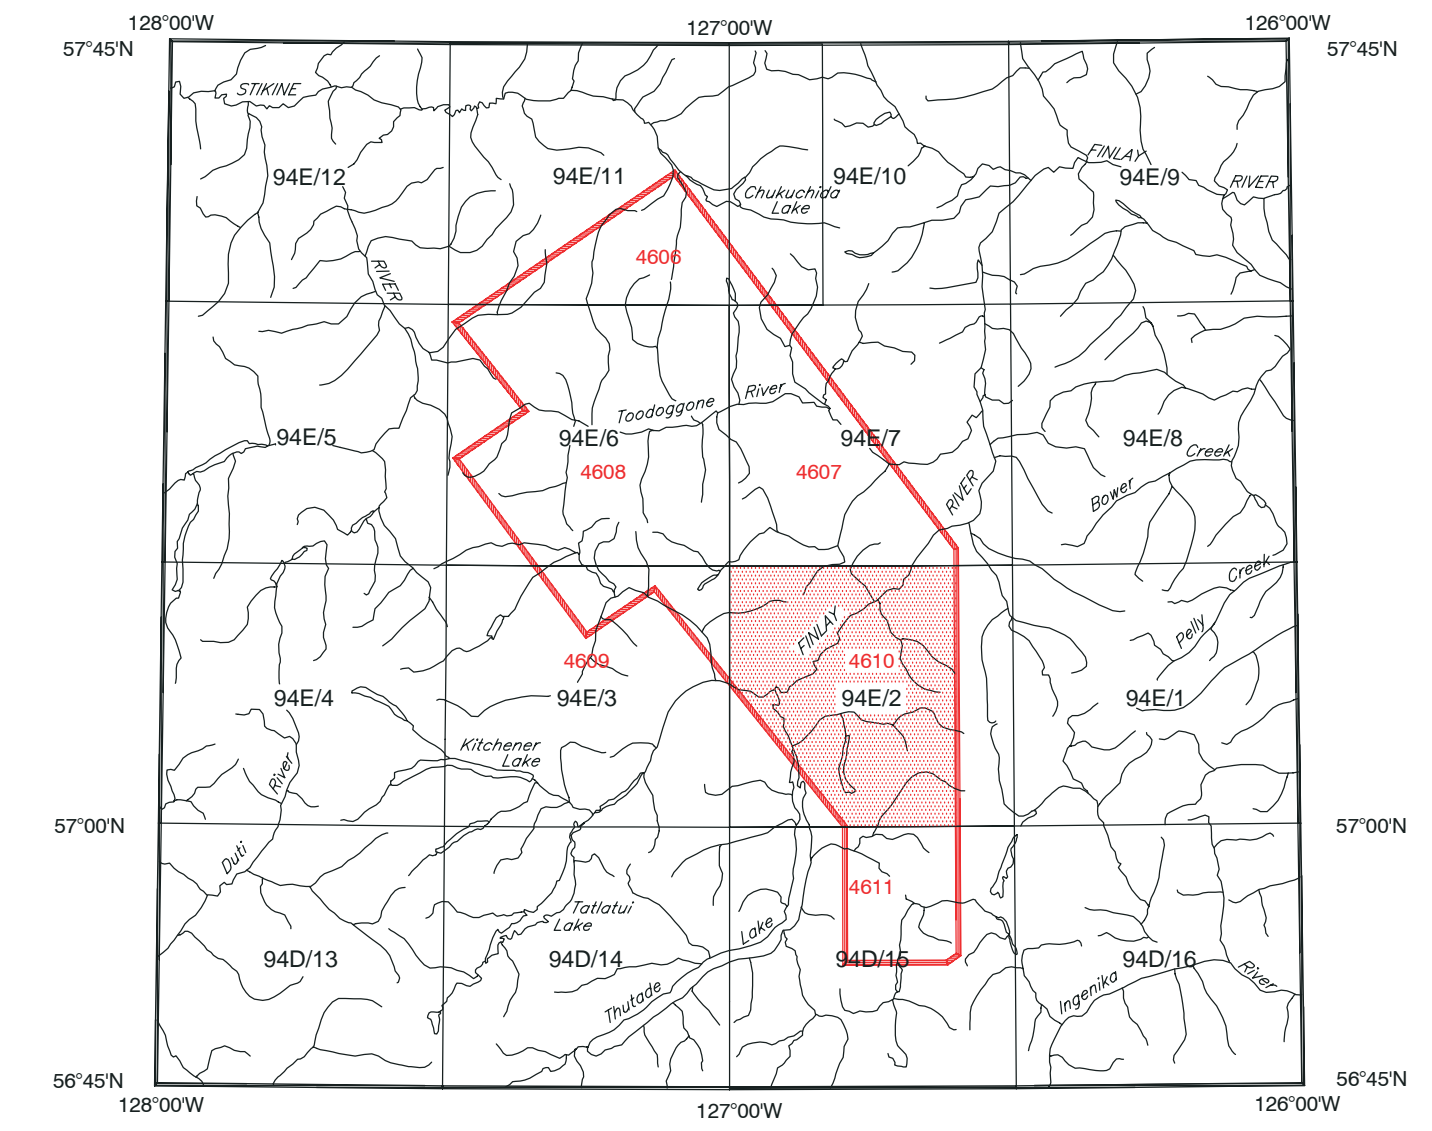 128°00'W
127°00'W
126°00'W
57°45'N
57°45'N
STIKINE
FINLAY
94E/12
94E/11
94E/10
94E/9
RIVER
Chukuchida
Lake
4606
RIVER
River
Toodoggone
94E/5
94E/6
94E/7
94E/8
Creek
4608
4607
RIVER
Bower
Creek
FINLAY
Pelly
4609
4610
94E/4
94E/3
94E/2
94E/1
Kitchener
Lake
River
57°00'N
57°00'N
Duti
4611
Tatlatui
Lake
Lake
94D/13
94D/14
94D/15
94D/16
River
Ingenika
Thutade
56°45'N
56°45'N
128°00'W
127°00'W
126°00'W